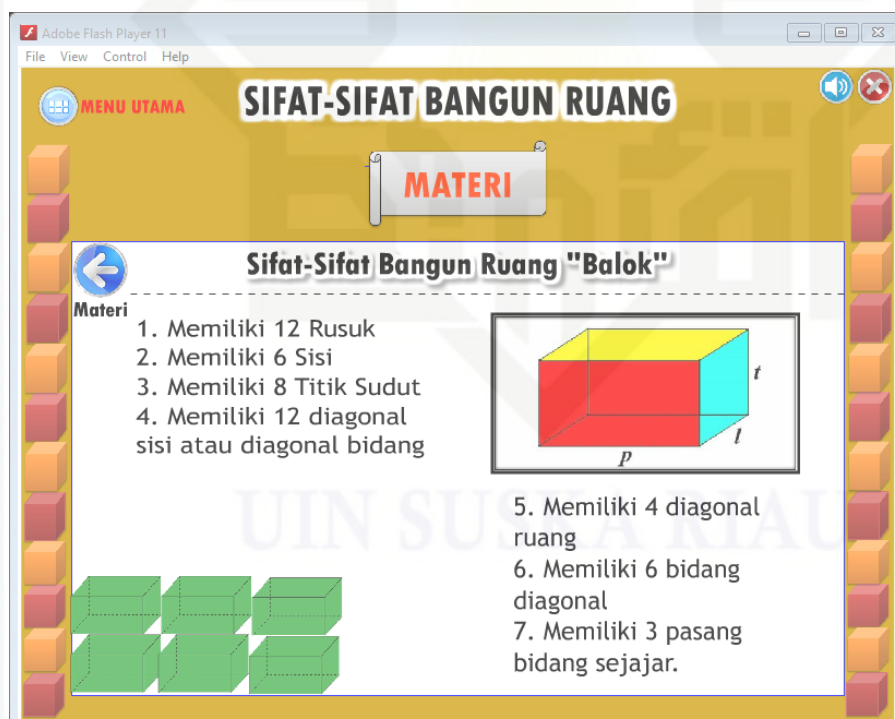 Adobe Flash Player 11
File View Control Help
MENU UTAMA
SIFAT-SIFAT BANGUN RUANG
MATERI
Materi
Sifat-Sifat Bangun Ruang "Balok"
1. Memiliki 12 Rusuk
2. Memiliki 6 Sisi
3. Memiliki 8 Titik Sudut
4. Memiliki 12 diagonal
sisi atau diagonal bidang
t
l
p
5. Memiliki 4 diagonal
ruang
6. Memiliki 6 bidang
diagonal
7. Memiliki 3 pasang
bidang sejajar.
UIN SUSKA RIAU